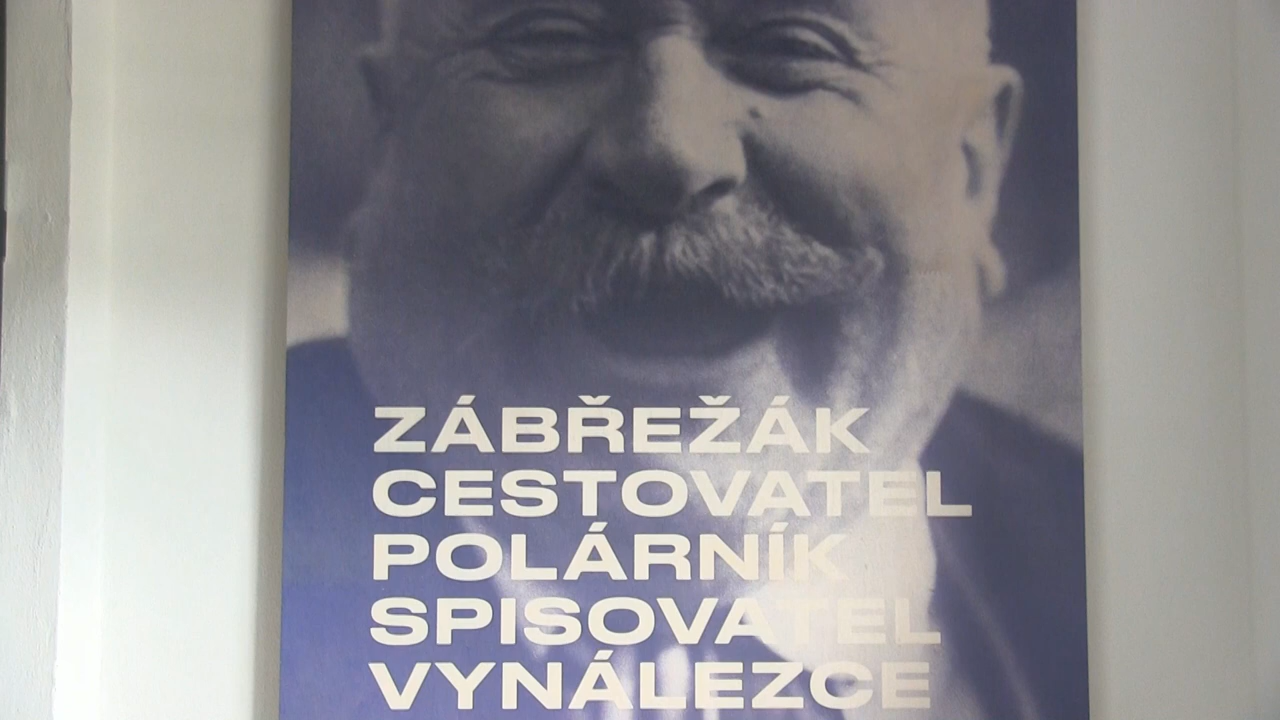 ZÁBŘEŽÁK
CESTOVATEL
POLÁRNÍK
SPISOVATEL
VYNÁLEZCE